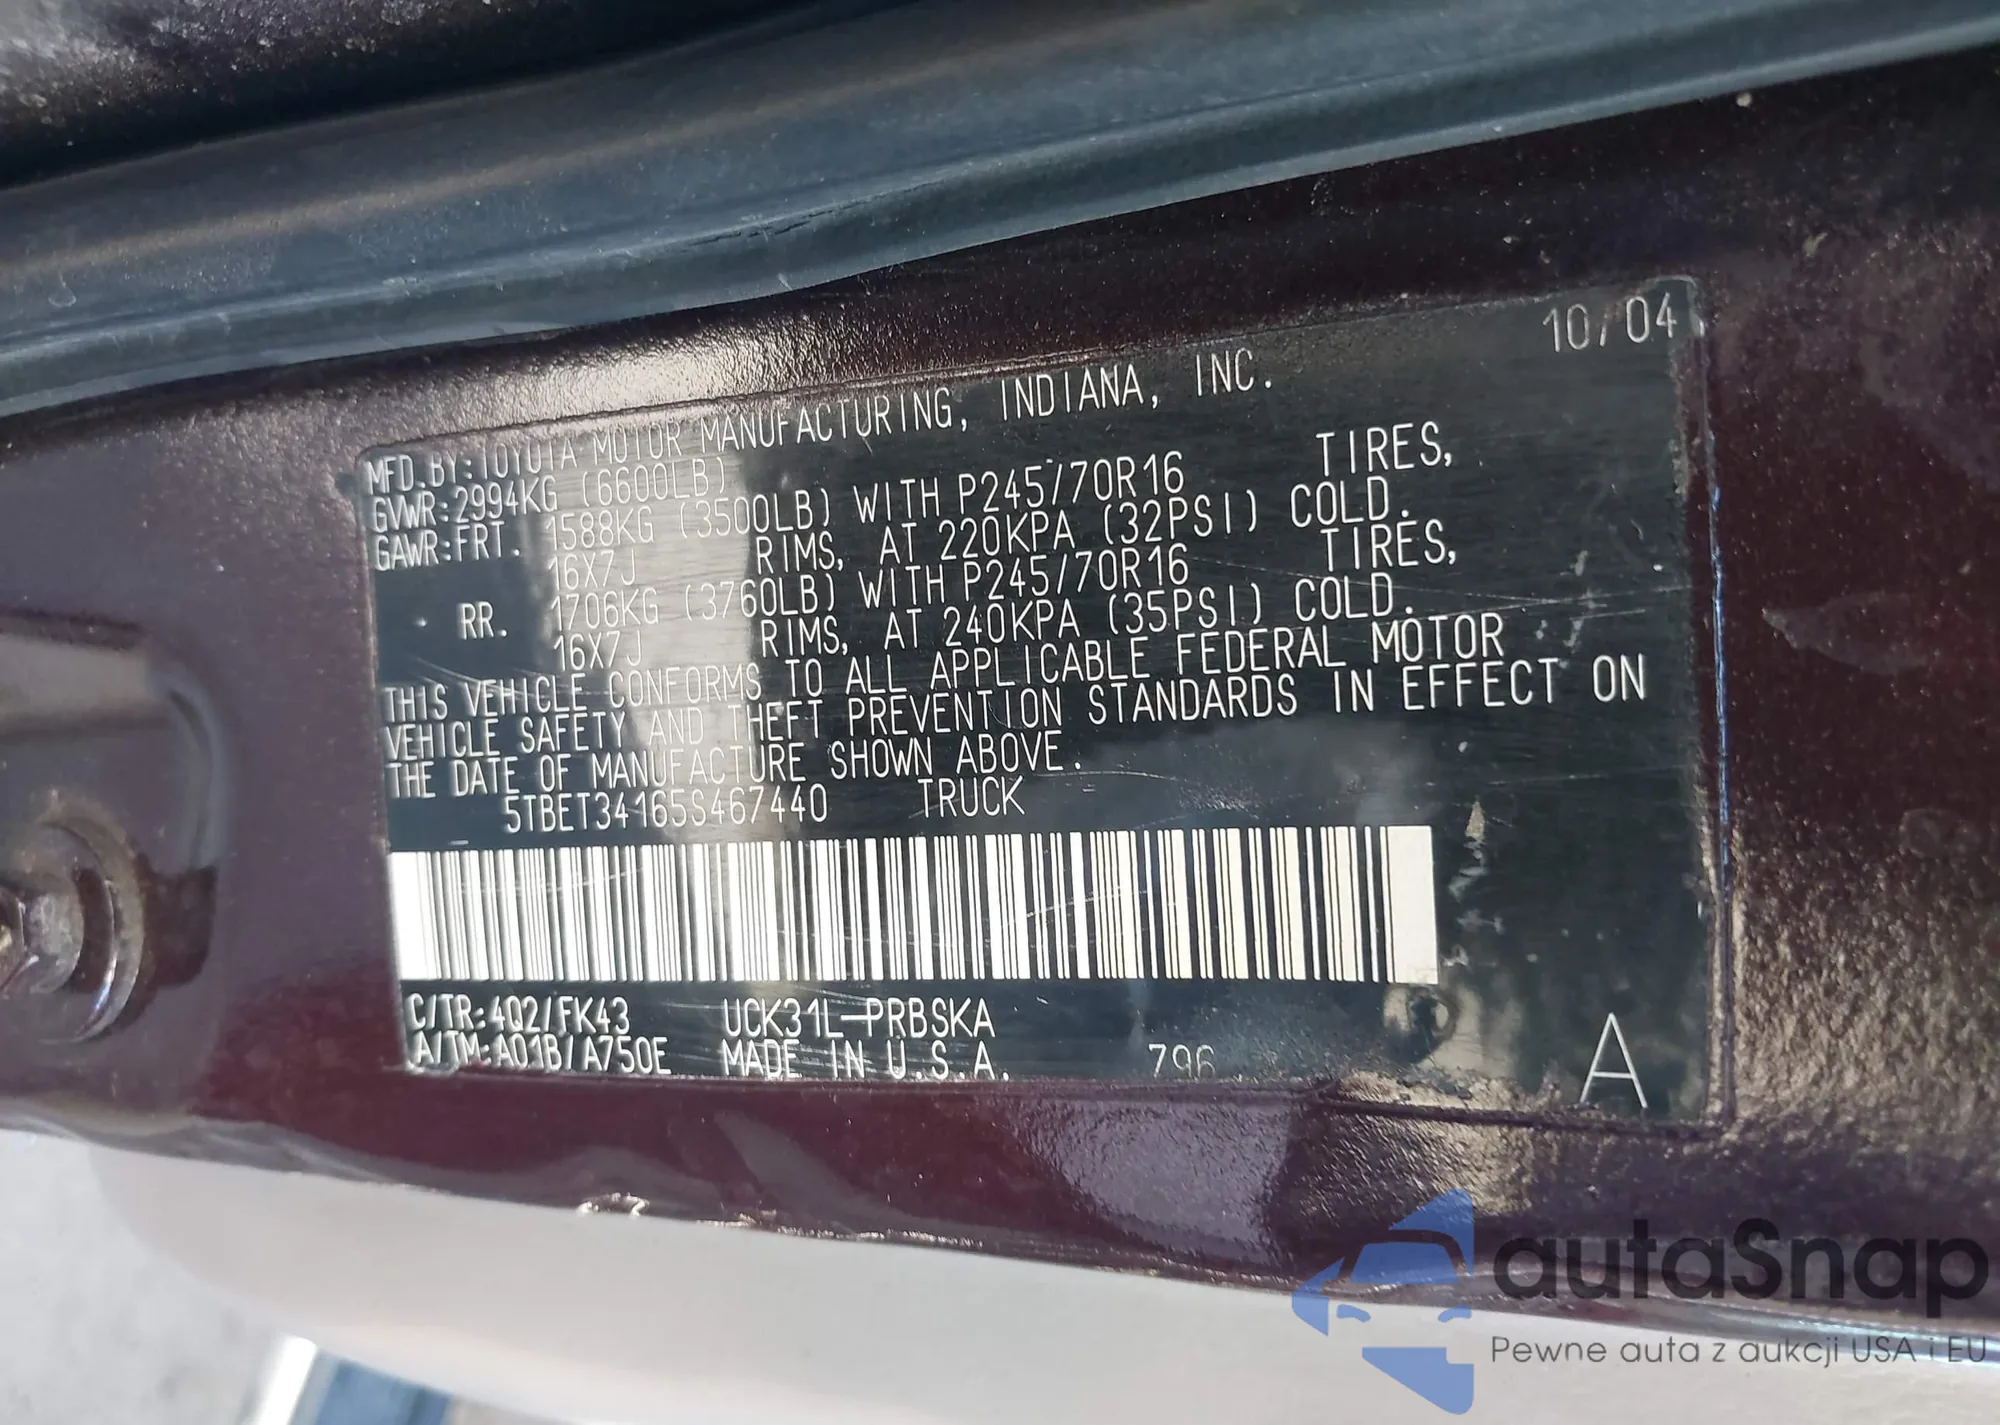 10/04
MFD.BY:TOYOTA MOTOR MANUFACTURING, INDIANA, INC.
GVWR:2994KG (6600LB)
GAWR:FRT. 1588KG (3500LB) WITH P245/70R16 TIRES,
16X7J RIMS, AT 220KPA (32PSI) COLD.
RR. 1706KG (3760LB) WITH P245/70R16 TIRES,
16X7J RIMS, AT 240KPA (35PSI) COLD.
THIS VEHICLE CONFORMS TO ALL APPLICABLE FEDERAL MOTOR
VEHICLE SAFETY AND THEFT PREVENTION STANDARDS IN EFFECT ON
THE DATE OF MANUFACTURE SHOWN ABOVE.
5TBET34165S467440 TRUCK
C/TR:4Q2/FK43 UCK31L-PRBSKA
A/TM:A01B/A750E MADE IN U.S.A. 796
A
autaSnap
Pewne auta z aukcji USA i EU